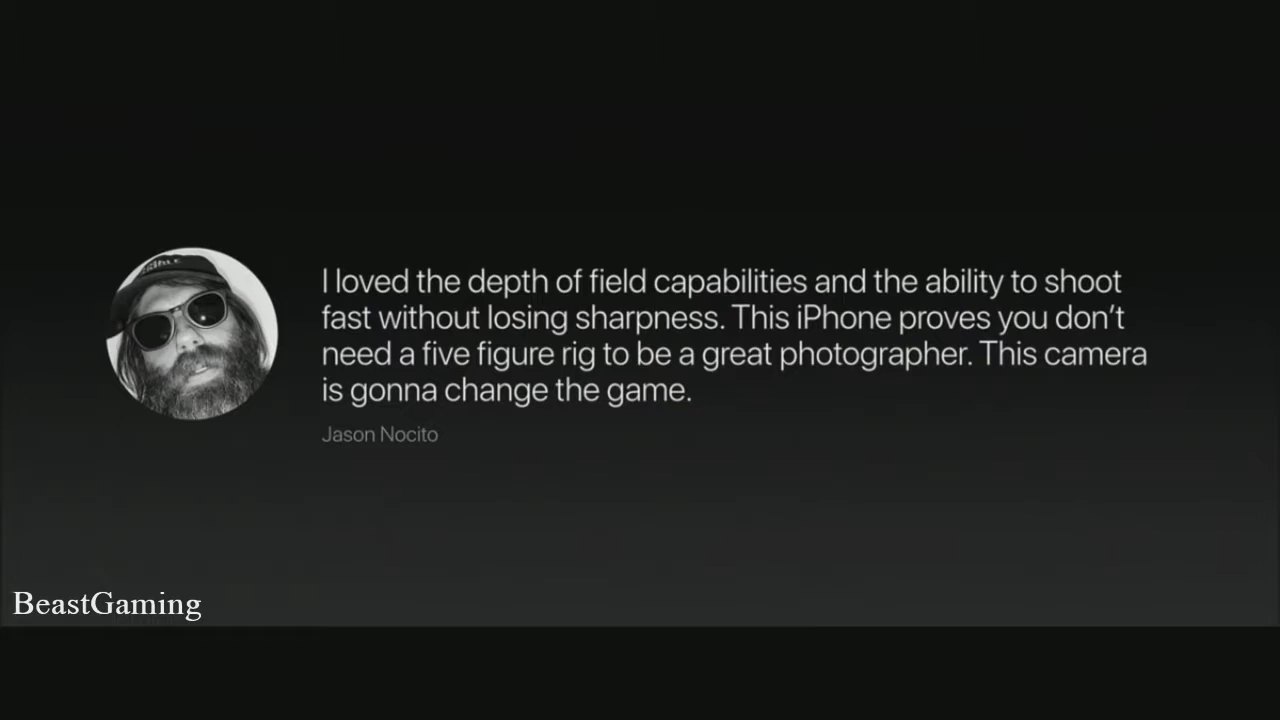 I loved the depth of field capabilities and the ability to shoot
fast without losing sharpness. This iPhone proves you don't
need a five figure rig to be a great photographer. This camera
is gonna change the game.
Jason Nocito
BeastGaming